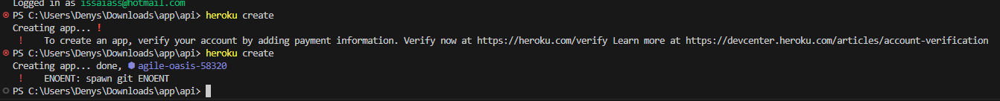 Logged in as issaiass@hotmail.com
PS C:\Users\Denys\Downloads\app\api> heroku create
Creating app... !
!    To create an app, verify your account by adding payment information. Verify now at https://heroku.com/verify Learn more at https://devcenter.heroku.com/articles/account-verification
PS C:\Users\Denys\Downloads\app\api> heroku create
Creating app... done, ⬢ agile-oasis-58320
!    ENOENT: spawn git ENOENT
PS C:\Users\Denys\Downloads\app\api>